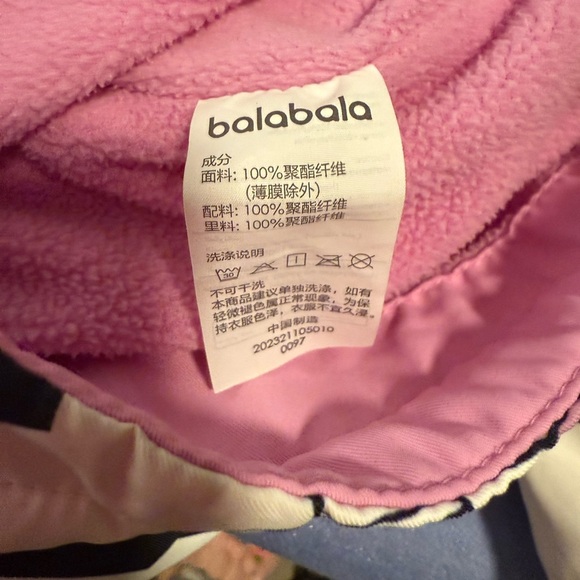 balabala
成分
面料: 100%聚酯纤维
(薄膜除外)
配料: 100%聚酯纤维
里料: 100%聚酯纤维
洗涤说明
30
不可干洗
本商品建议单独洗涤，如有
轻微褪色属正常现象，为保
持衣服色泽，衣服不宜久浸。
中国制造
202321105010
0097